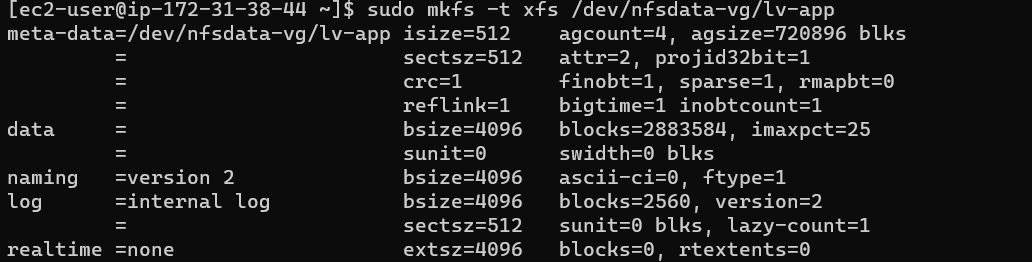 [ec2-user@ip-172-31-38-44 ~]$ sudo mkfs -t xfs /dev/nfsdata-vg/lv-app
meta-data=/dev/nfsdata-vg/lv-app isize=512    agcount=4, agsize=720896 blks
         =                       sectsz=512   attr=2, projid32bit=1
         =                       crc=1        finobt=1, sparse=1, rmapbt=0
         =                       reflink=1    bigtime=1 inobtcount=1
data     =                       bsize=4096   blocks=2883584, imaxpct=25
         =                       sunit=0      swidth=0 blks
naming   =version 2              bsize=4096   ascii-ci=0, ftype=1
log      =internal log           bsize=4096   blocks=2560, version=2
         =                       sectsz=512   sunit=0 blks, lazy-count=1
realtime =none                   extsz=4096   blocks=0, rtextents=0